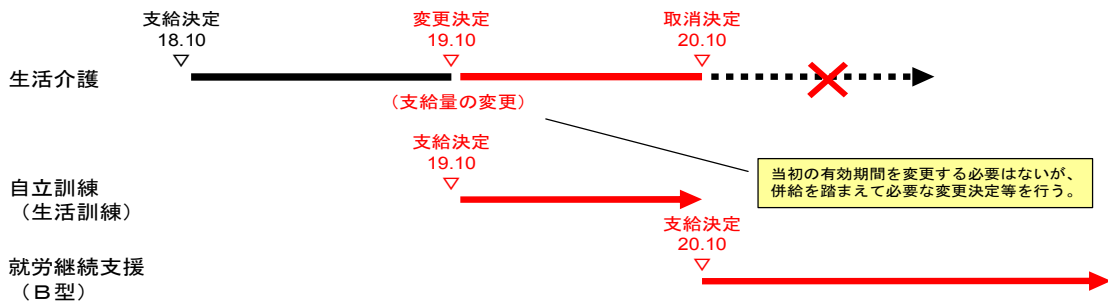 支給決定
18.10
変更決定
19.10
取消決定
20.10
生活介護
(支給量の変更)
支給決定
19.10
当初の有効期間を変更する必要はないが、
併給を踏まえて必要な変更決定等を行う。
自立訓練
（生活訓練）
支給決定
20.10
就労継続支援
（Ｂ型）